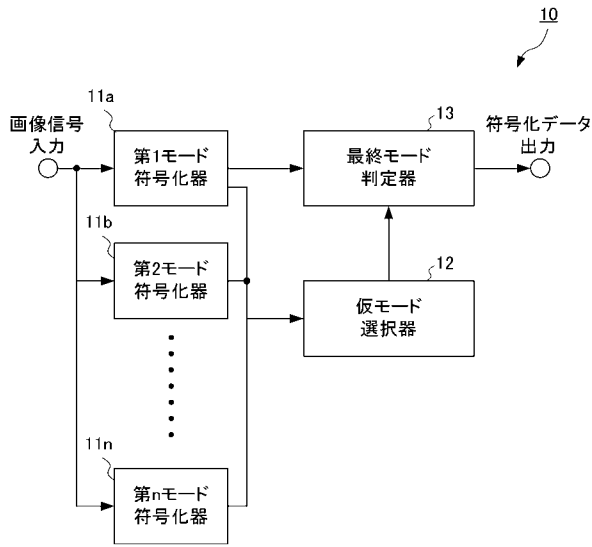 10
11a
13
画像信号
入力
第1モード
符号化器
最終モード
判定器
符号化データ
出力
11b
第2モード
符号化器
12
仮モード
選択器
11n
第nモード
符号化器